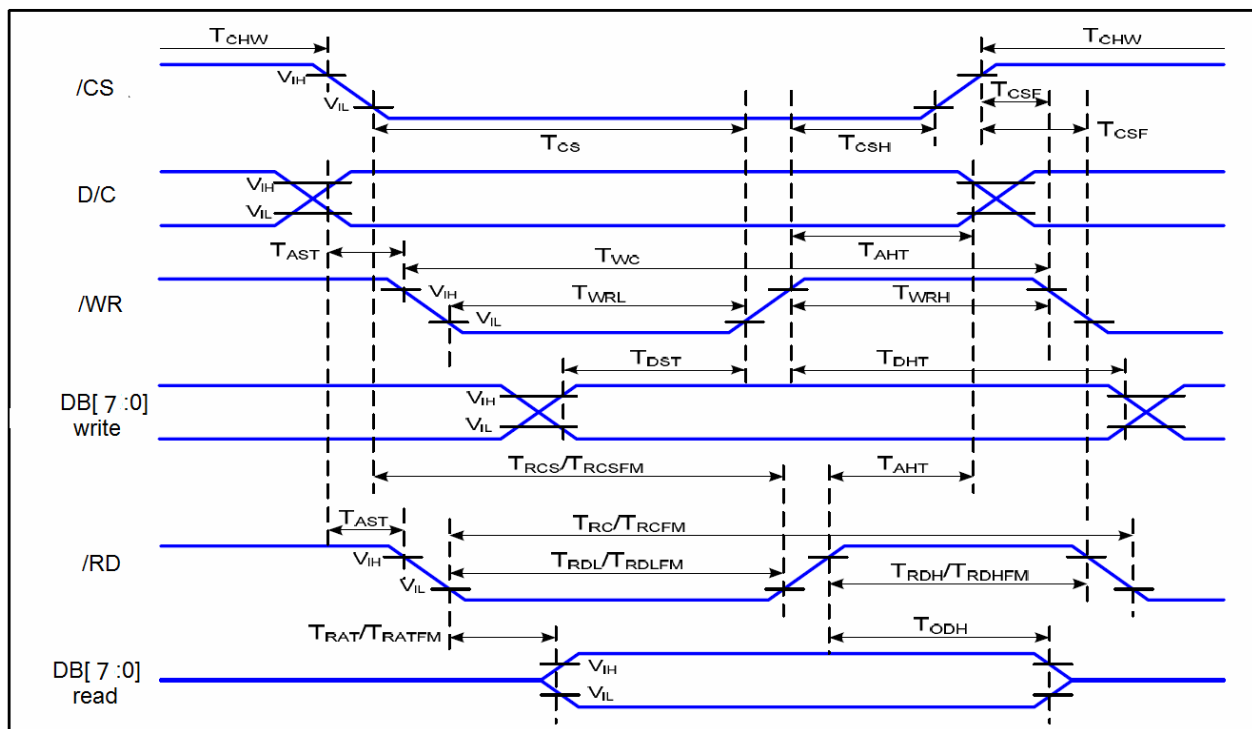 TCHW TCHW
/CS VIH VIL TCSF
TCS TCSH TCSF
D/C VIH VIL
TAST TWC TAHT
/WR VIH VIL TWRL TWRH
TDST TDHT
DB[ 7 :0] VIH
write VIL
TRCS/TRCSFM TAHT
TAST TRC/TRCFM
/RD VIH VIL TRDL/TRDLFM TRDH/TRDHFM
TRAT/TRATFM TODH
DB[ 7 :0] VIH
read VIL